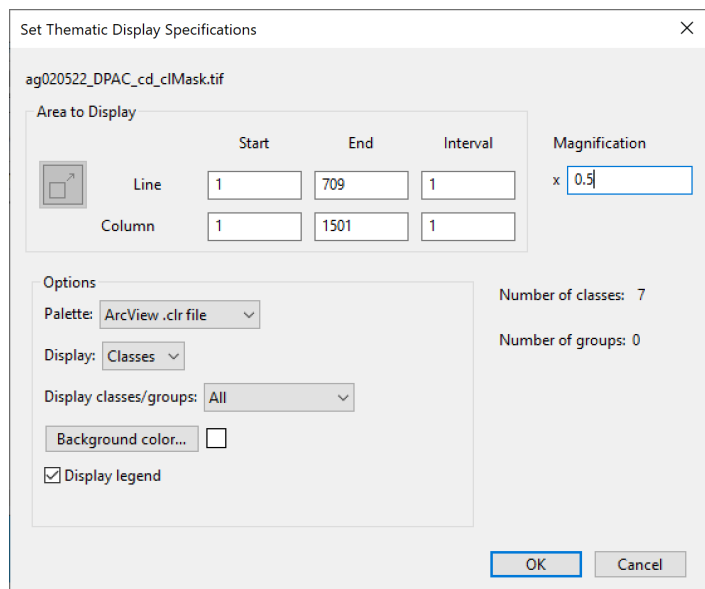 Set Thematic Display Specifications
ag020522_DPAC_cd_clMask.tif
Area to Display
Start End Interval Magnification
Line 1 709 1 x 0.5
Column 1 1501 1
Options
Number of classes: 7
Palette: ArcView .clr file
Number of groups: 0
Display: Classes
Display classes/groups: All
Background color...
Display legend
OK Cancel